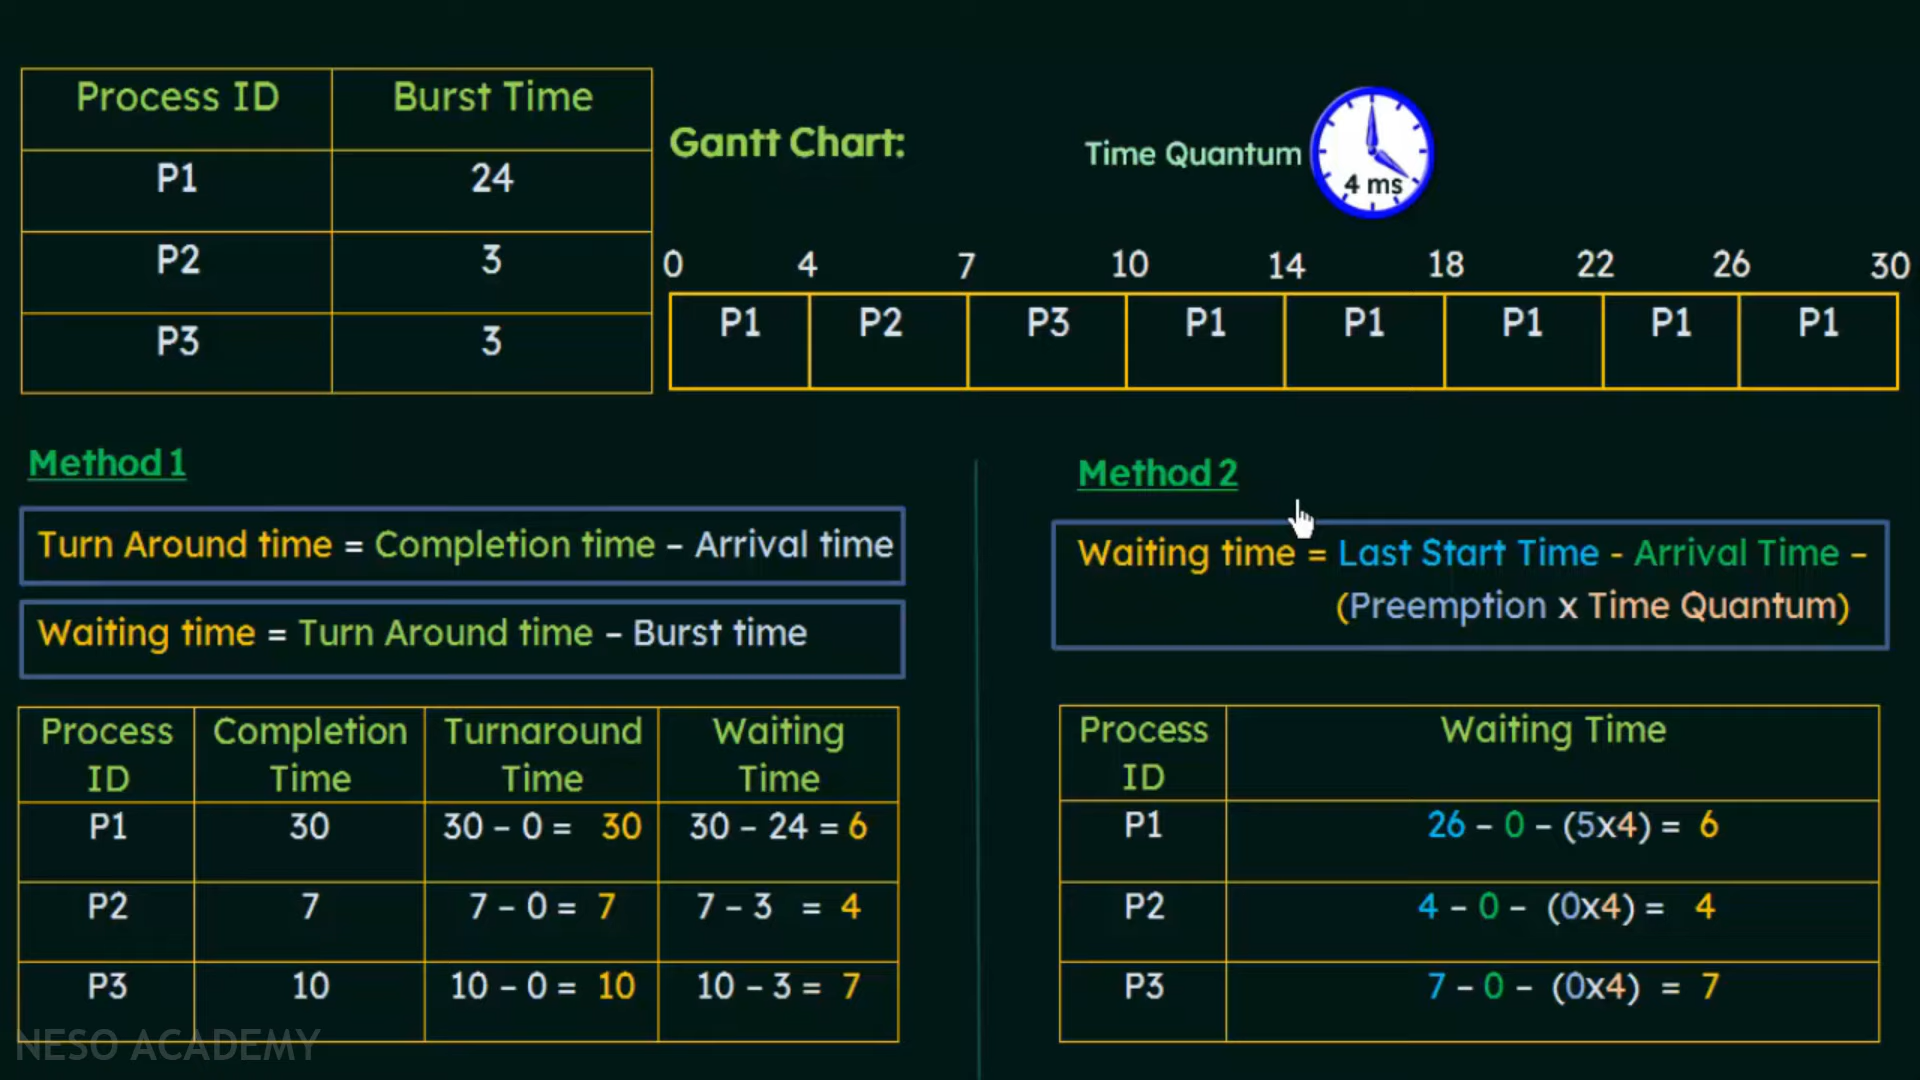 Process ID Burst Time
P1 24
P2 3
P3 3
Gantt Chart:
Time Quantum
4 ms
0 4 7 10 14 18 22 26 30
P1 P2 P3 P1 P1 P1 P1 P1
Method 1
Turn Around time = Completion time – Arrival time
Waiting time = Turn Around time – Burst time
Process Completion Turnaround Waiting
ID Time Time Time
P1 30 30 – 0 = 30 30 – 24 = 6
P2 7 7 – 0 = 7 7 – 3 = 4
P3 10 10 – 0 = 10 10 – 3 = 7
Method 2
Waiting time = Last Start Time - Arrival Time –
(Preemption x Time Quantum)
Process Waiting Time
ID
P1 26 – 0 – (5x4) = 6
P2 4 – 0 – (0x4) = 4
P3 7 – 0 – (0x4) = 7
NESO ACADEMY